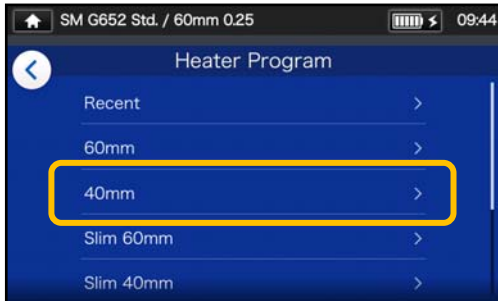 SM G652 Std. / 60mm 0.25 09:44
Heater Program
Recent
60mm
40mm
Slim 60mm
Slim 40mm